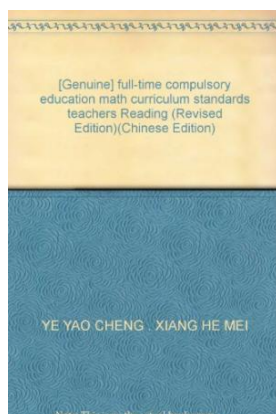 [Genuine] full-time compulsory
education math curriculum standards
teachers Reading (Revised
Edition)(Chinese Edition)
YE YAO CHENG . XIANG HE MEI